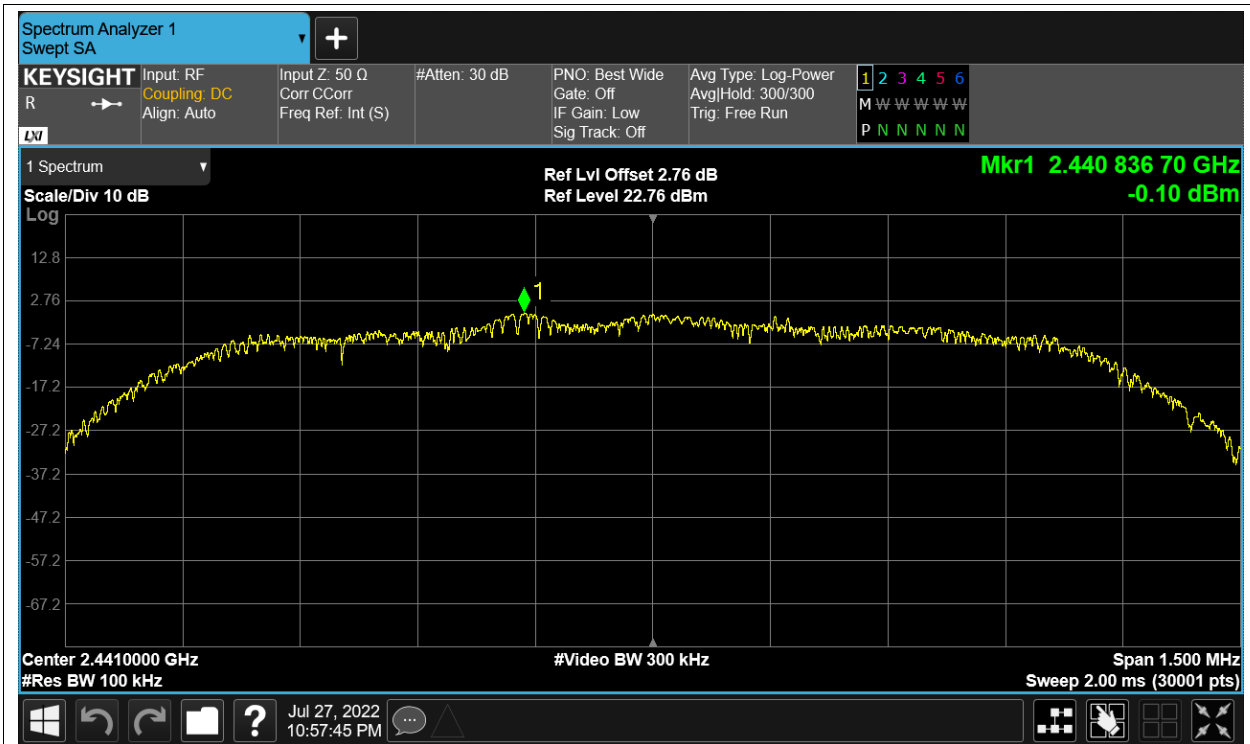 Spectrum Analyzer 1
Swept SA
KEYSIGHT
R
LXI
Input: RF
Coupling: DC
Align: Auto
Input Z: 50 Ω
Corr CCorr
Freq Ref: Int (S)
#Atten: 30 dB
PNO: Best Wide
Gate: Off
IF Gain: Low
Sig Track: Off
Avg Type: Log-Power
Avg|Hold: 300/300
Trig: Free Run
1 2 3 4 5 6
M W W W W W
P N N N N N
1 Spectrum
Scale/Div 10 dB
Ref Lvl Offset 2.76 dB
Ref Level 22.76 dBm
Mkr1 2.440 836 70 GHz
-0.10 dBm
Log
12.8
2.76
-7.24
-17.2
-27.2
-37.2
-47.2
-57.2
-67.2
1
Center 2.4410000 GHz
#Res BW 100 kHz
#Video BW 300 kHz
Span 1.500 MHz
Sweep 2.00 ms (30001 pts)
?
Jul 27, 2022
10:57:45 PM